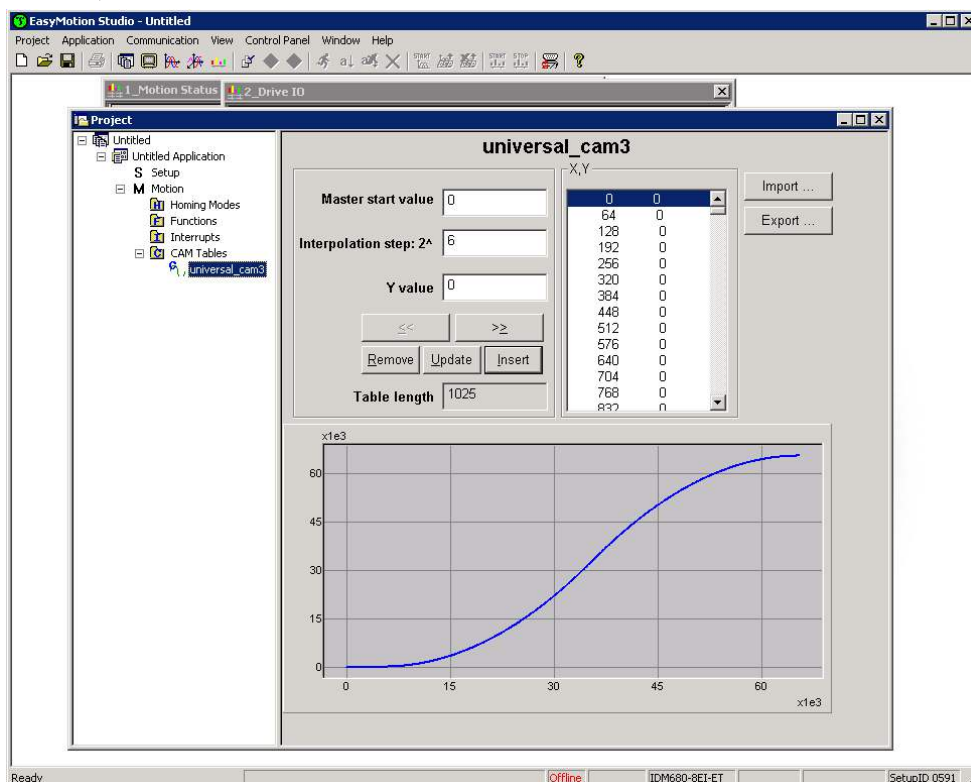 EasyMotion Studio - Untitled
Project Application Communication View Control Panel Window Help
1_Motion Status 2_Drive IO
Project
Untitled
Untitled Application
S Setup
M Motion
Homing Modes
Functions
Interrupts
CAM Tables
universal_cam3
universal_cam3
Master start value 0
Interpolation step: 2^ 6
Y value 0
<< >>
Remove Update Insert
Table length 1025
X,Y
0 0
64 0
128 0
192 0
256 0
320 0
384 0
448 0
512 0
576 0
640 0
704 0
768 0
832 0
Import ...
Export ...
x1e3
60
45
30
15
0
0 15 30 45 60
x1e3
Ready Offline IDM680-8EI-ET SetupID 0591